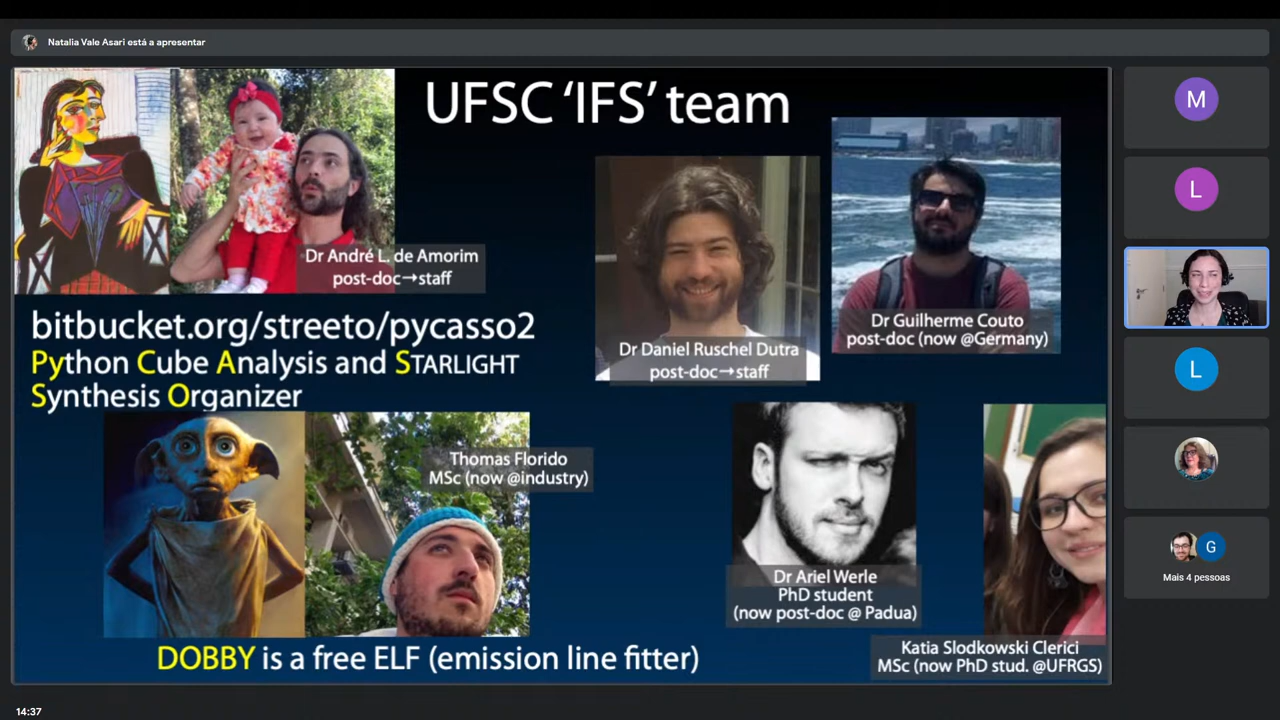 Natalia Vale Asari está a apresentar
UFSC ‘IFS’ team
Dr André L. de Amorim
post-doc→staff
bitbucket.org/streeto/pycasso2
Python Cube Analysis and STARLIGHT
Synthesis Organizer
Dr Daniel Ruschel Dutra
post-doc→staff
Dr Guilherme Couto
post-doc (now @Germany)
Thomas Florido
MSc (now @industry)
DOBBY is a free ELF (emission line fitter)
Dr Ariel Werle
PhD student
(now post-doc @ Padua)
Katia Slodkowski Clerici
MSc (now PhD stud. @UFRGS)
M
L
L
G
Mais 4 pessoas
14:37